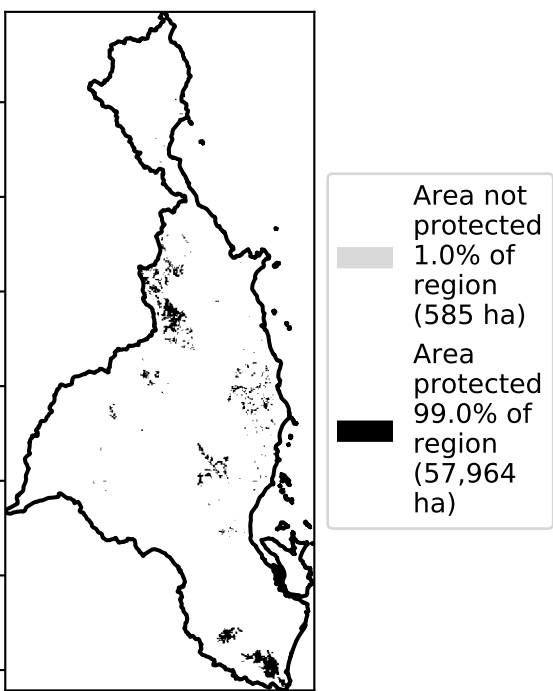 Area not
protected
1.0% of
region
(585 ha)
Area
protected
99.0% of
region
(57,964
ha)